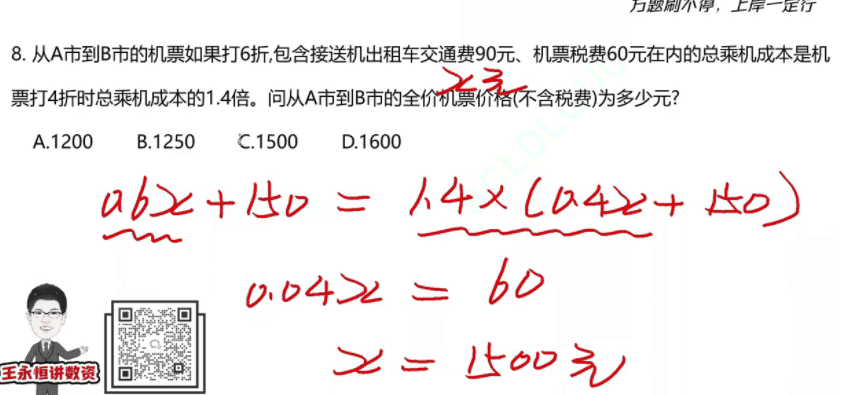 万题刷不停，上岸一定行
8. 从A市到B市的机票如果打6折,包含接送机出租车交通费90元、机票税费60元在内的总乘机成本是机
x元
票打4折时总乘机成本的1.4倍。问从A市到B市的全价机票价格(不含税费)为多少元?
A.1200 B.1250 C.1500 D.1600
0.6x+150 = 1.4×(0.4x+150)
0.04x = 60
x = 1500元
王永恒讲数资